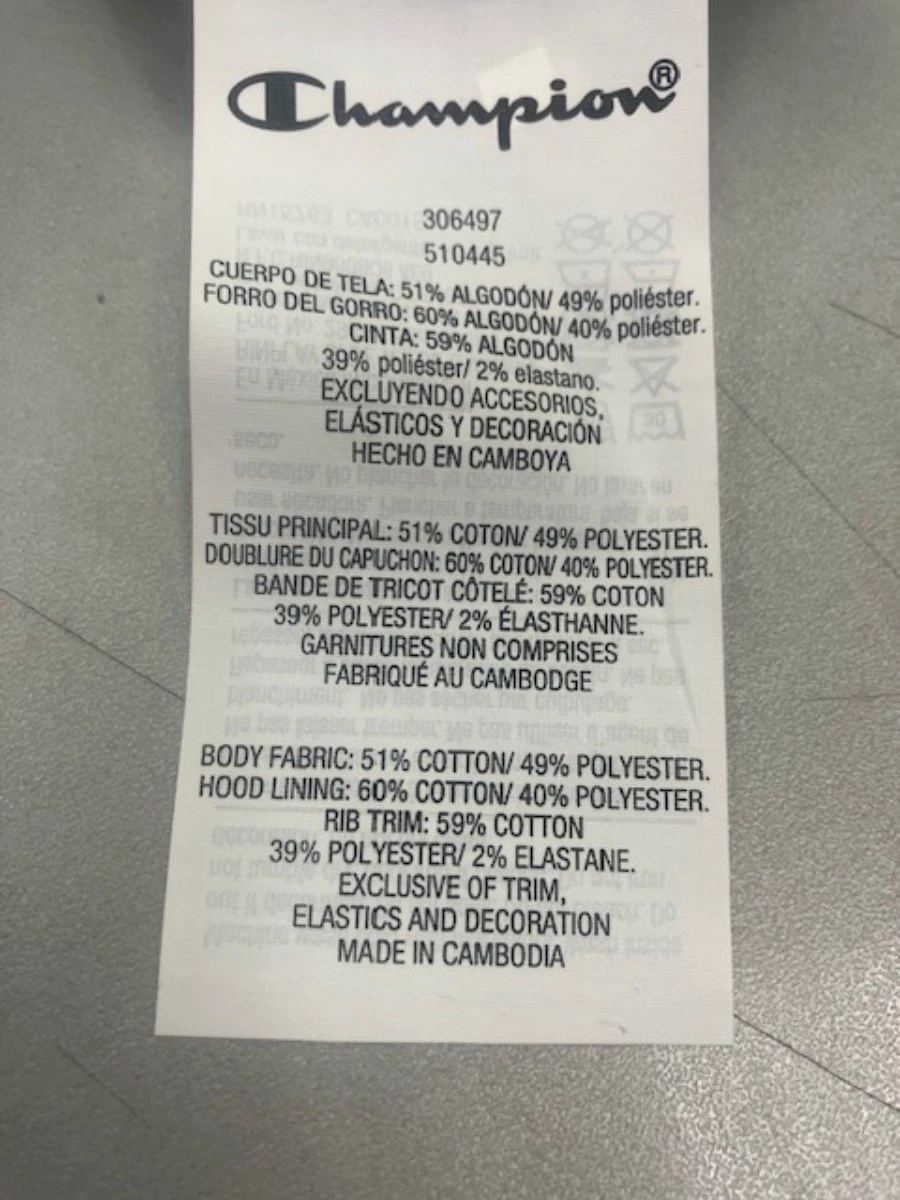 Champion®
306497
510445
CUERPO DE TELA: 51% ALGODÓN/ 49% poliéster.
FORRO DEL GORRO: 60% ALGODÓN/ 40% poliéster.
CINTA: 59% ALGODÓN
39% poliéster/ 2% elastano.
EXCLUYENDO ACCESORIOS,
ELÁSTICOS Y DECORACIÓN
HECHO EN CAMBOYA
TISSU PRINCIPAL: 51% COTON/ 49% POLYESTER.
DOUBLURE DU CAPUCHON: 60% COTON/ 40% POLYESTER.
BANDE DE TRICOT CÔTELÉ: 59% COTON
39% POLYESTER/ 2% ÉLASTHANNE.
GARNITURES NON COMPRISES
FABRIQUÉ AU CAMBODGE
BODY FABRIC: 51% COTTON/ 49% POLYESTER.
HOOD LINING: 60% COTTON/ 40% POLYESTER.
RIB TRIM: 59% COTTON
39% POLYESTER/ 2% ELASTANE.
EXCLUSIVE OF TRIM,
ELASTICS AND DECORATION
MADE IN CAMBODIA